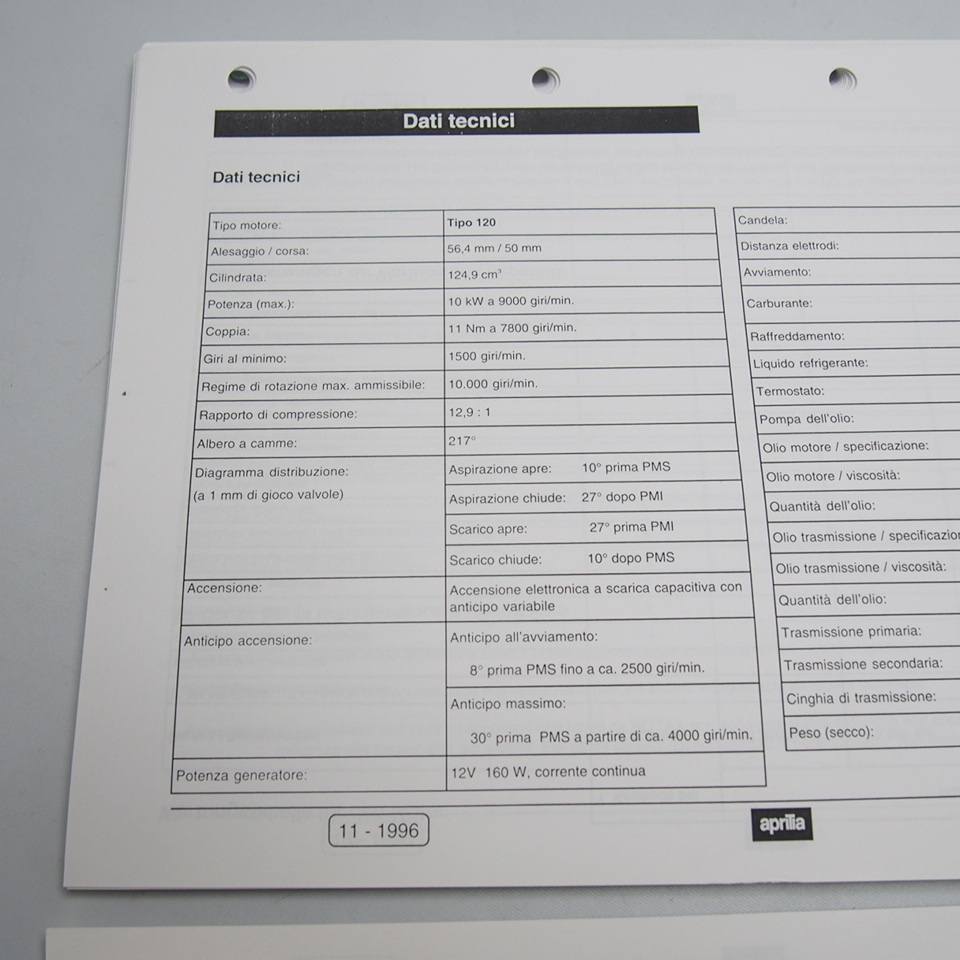 Dati tecnici
Dati tecnici
Tipo motore: Tipo 120
Alesaggio / corsa: 56,4 mm / 50 mm
Cilindrata: 124,9 cm³
Potenza (max.): 10 kW a 9000 giri/min.
Coppia: 11 Nm a 7800 giri/min.
Giri al minimo: 1500 giri/min.
Regime di rotazione max. ammissibile: 10.000 giri/min.
Rapporto di compressione: 12,9 : 1
Albero a camme: 217°
Diagramma distribuzione: Aspirazione apre: 10° prima PMS
(a 1 mm di gioco valvole)
Aspirazione chiude: 27° dopo PMI
Scarico apre: 27° prima PMI
Scarico chiude: 10° dopo PMS
Accensione: Accensione elettronica a scarica capacitiva con
anticipo variabile
Anticipo accensione: Anticipo all'avviamento:
8° prima PMS fino a ca. 2500 giri/min.
Anticipo massimo:
30° prima PMS a partire di ca. 4000 giri/min.
Potenza generatore: 12V 160 W, corrente continua
Candela:
Distanza elettrodi:
Avviamento:
Carburante:
Raffreddamento:
Liquido refrigerante:
Termostato:
Pompa dell'olio:
Olio motore / specificazione:
Olio motore / viscosità:
Quantità dell'olio:
Olio trasmissione / specificazio
Olio trasmissione / viscosità:
Quantità dell'olio:
Trasmissione primaria:
Trasmissione secondaria:
Cinghia di trasmissione:
Peso (secco):
11 - 1996
aprilia